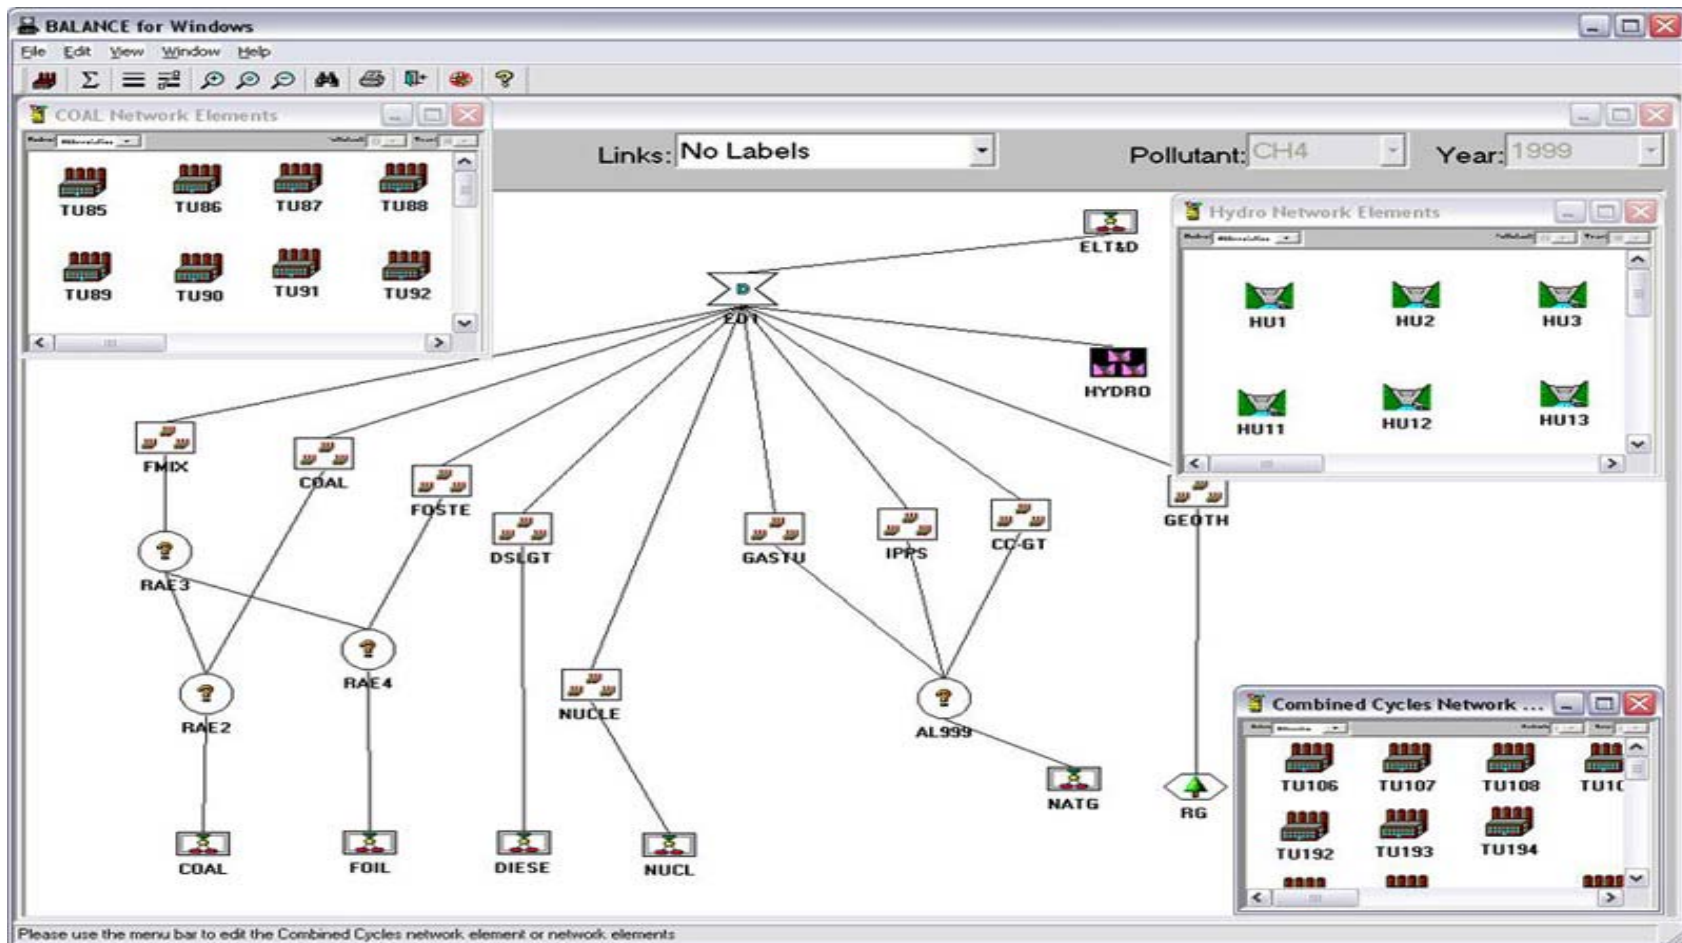 BALANCE for Windows
File Edit View Window Help
COAL Network Elements
TU85 TU86 TU87 TU88
TU89 TU90 TU91 TU92
Links: No Labels
Pollutant: CH4
Year: 1999
Hydro Network Elements
HU1 HU2 HU3
HU11 HU12 HU13
ELT&D
D
ED1
HYDRO
FMIX
COAL
FOSTE
DSLGT
GASTU
IPPS
CC-GT
GEOTH
RAE3
RAE4
RAE2
NUCLE
AL999
NATG
RG
COAL
FOIL
DIESE
NUCL
Combined Cycles Network ...
TU106 TU107 TU108
TU192 TU193 TU194
Please use the menu bar to edit the Combined Cycles network element or network elements